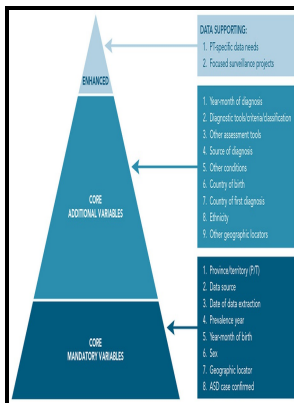 DATA SUPPORTING:
1. PT-specific data needs
2. Focused surveillance projects
ENHANCED
1. Year-month of diagnosis
2. Diagnostic tools/criteria/classification
3. Other assessment tools
4. Source of diagnosis
5. Other conditions
6. Country of birth
7. Country of first diagnosis
8. Ethnicity
9. Other geographic locators
CORE
ADDITIONAL VARIABLES
1. Province/territory (P/T)
2. Data source
3. Date of data extraction
4. Prevalence year
5. Year-month of birth
6. Sex
7. Geographic locator
8. ASD case confirmed
CORE
MANDATORY VARIABLES